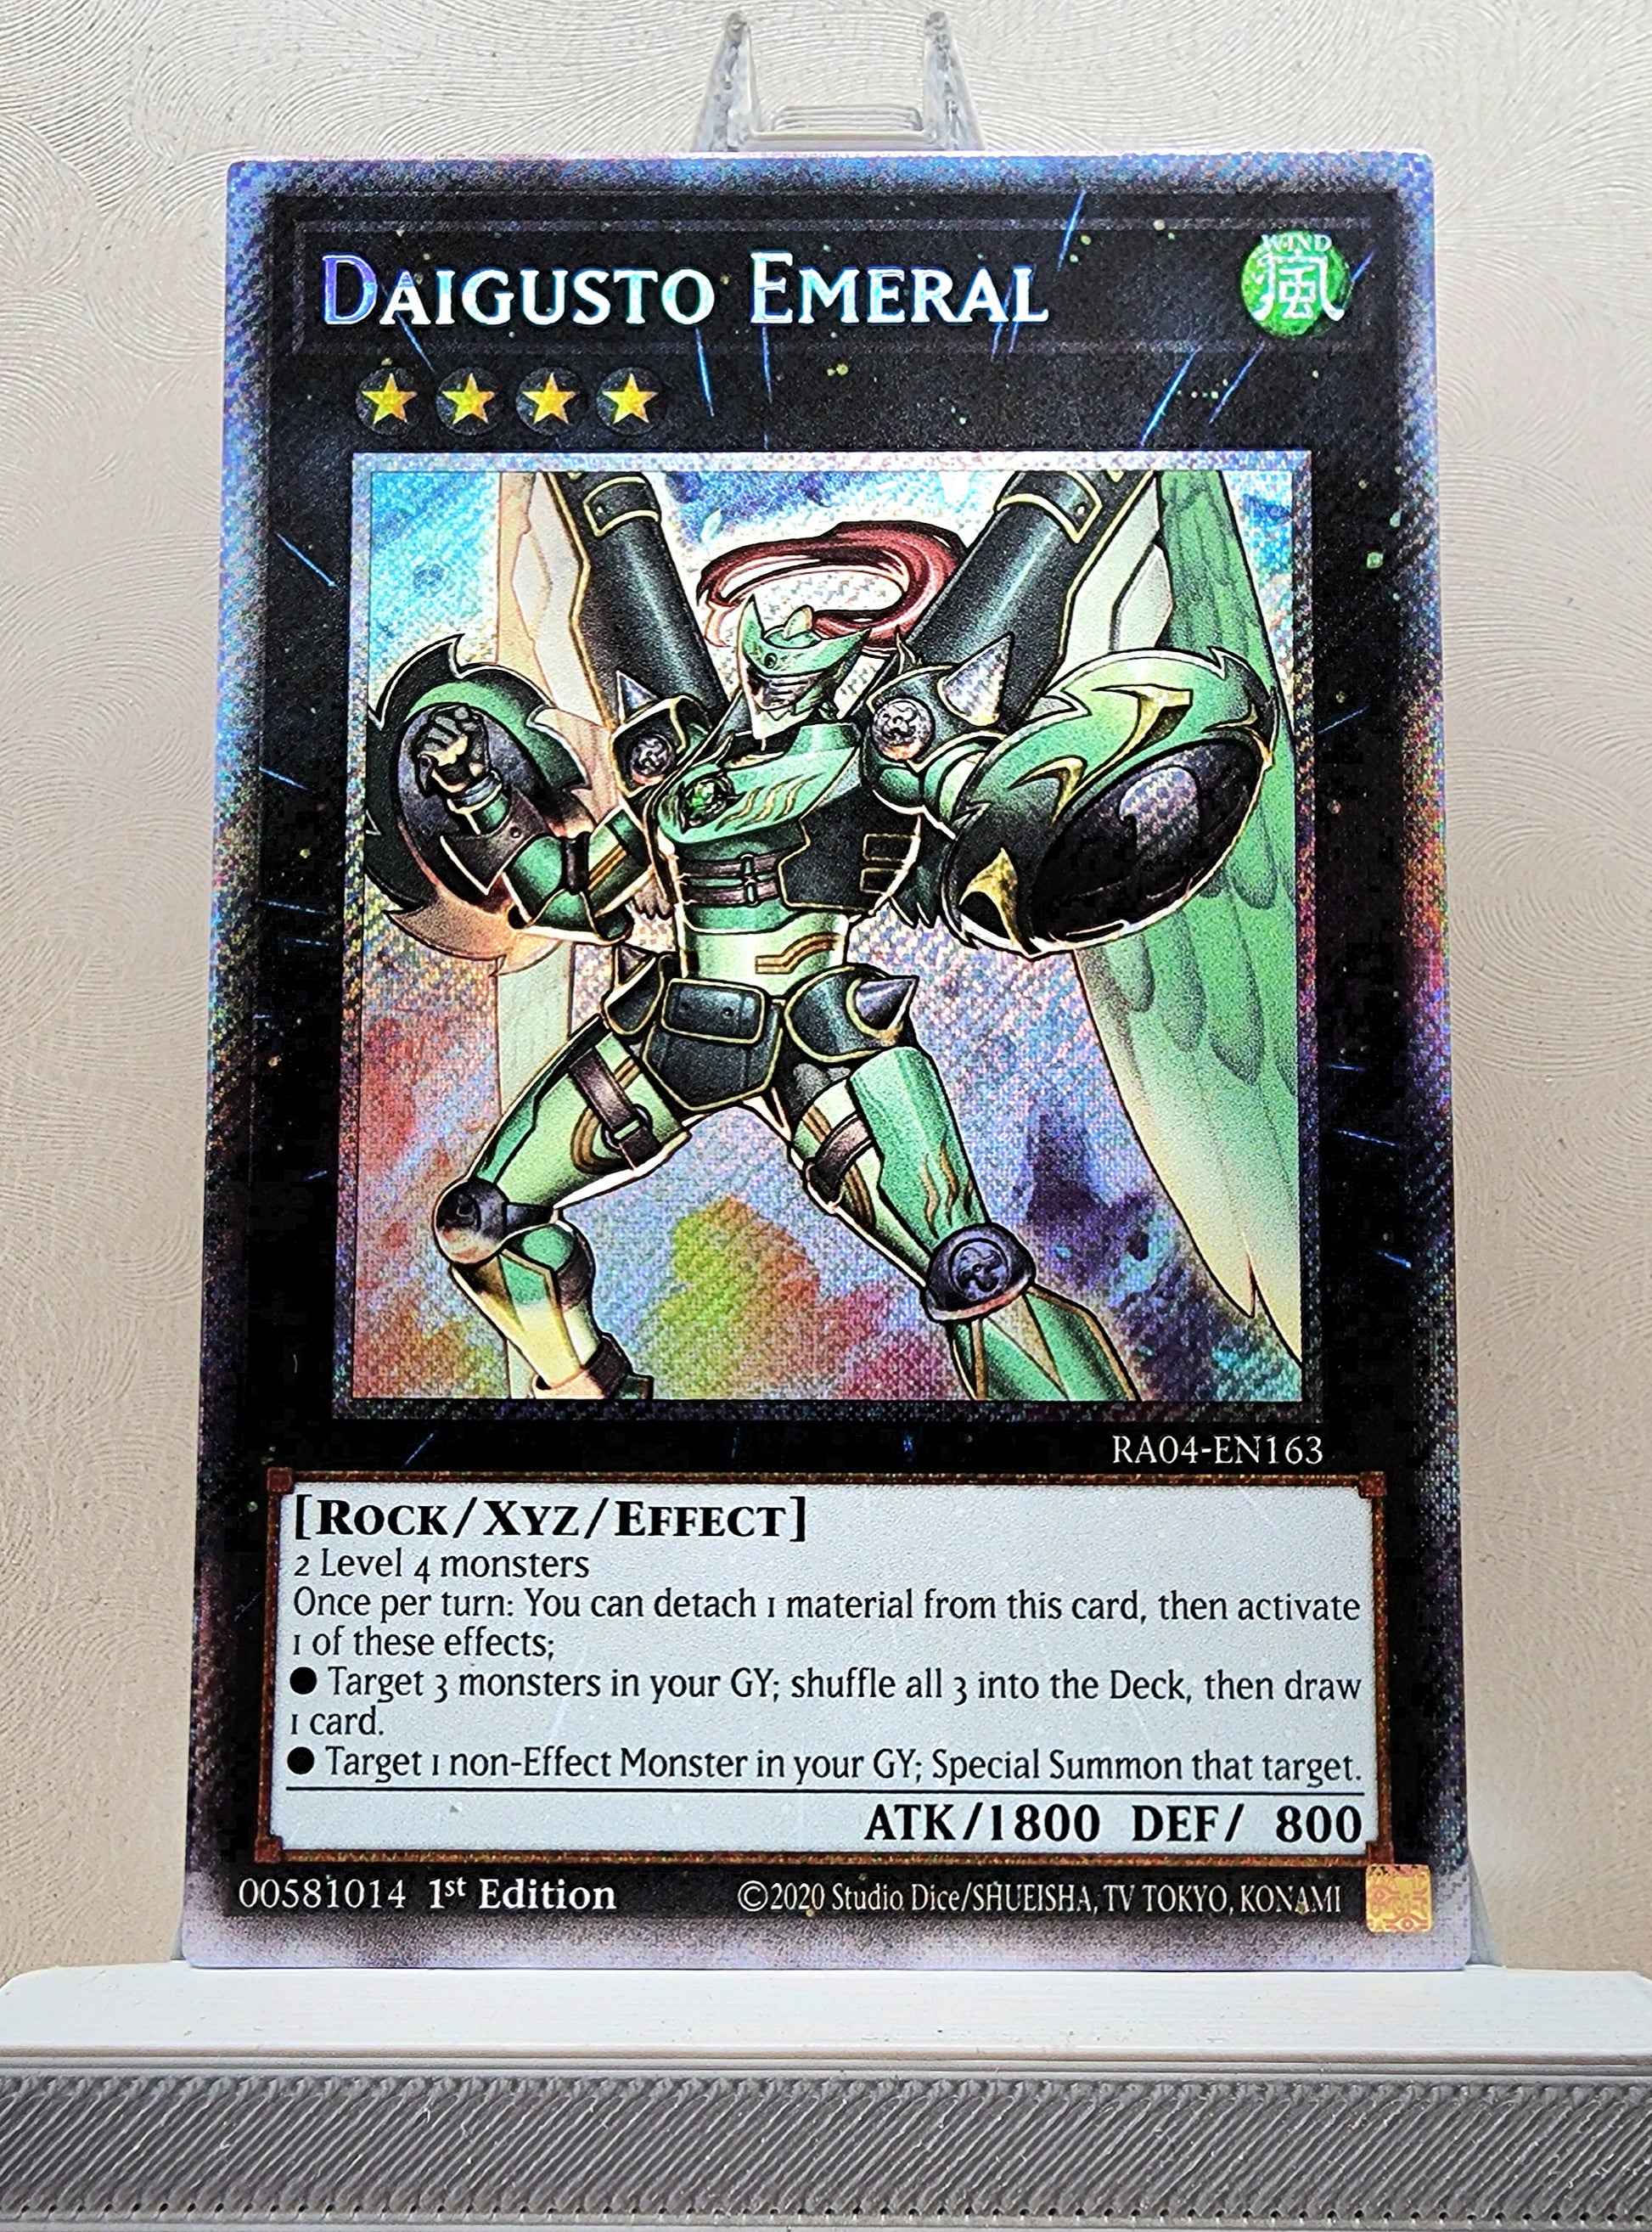 DAIGUSTO EMERAL
WIND
風
RA04-EN163
[ROCK/XYZ/EFFECT]
2 Level 4 monsters
Once per turn: You can detach 1 material from this card, then activate
1 of these effects;
● Target 3 monsters in your GY; shuffle all 3 into the Deck, then draw
1 card.
● Target 1 non-Effect Monster in your GY; Special Summon that target.
ATK/1800 DEF/ 800
00581014 1st Edition
©2020 Studio Dice/SHUEISHA, TV TOKYO, KONAMI